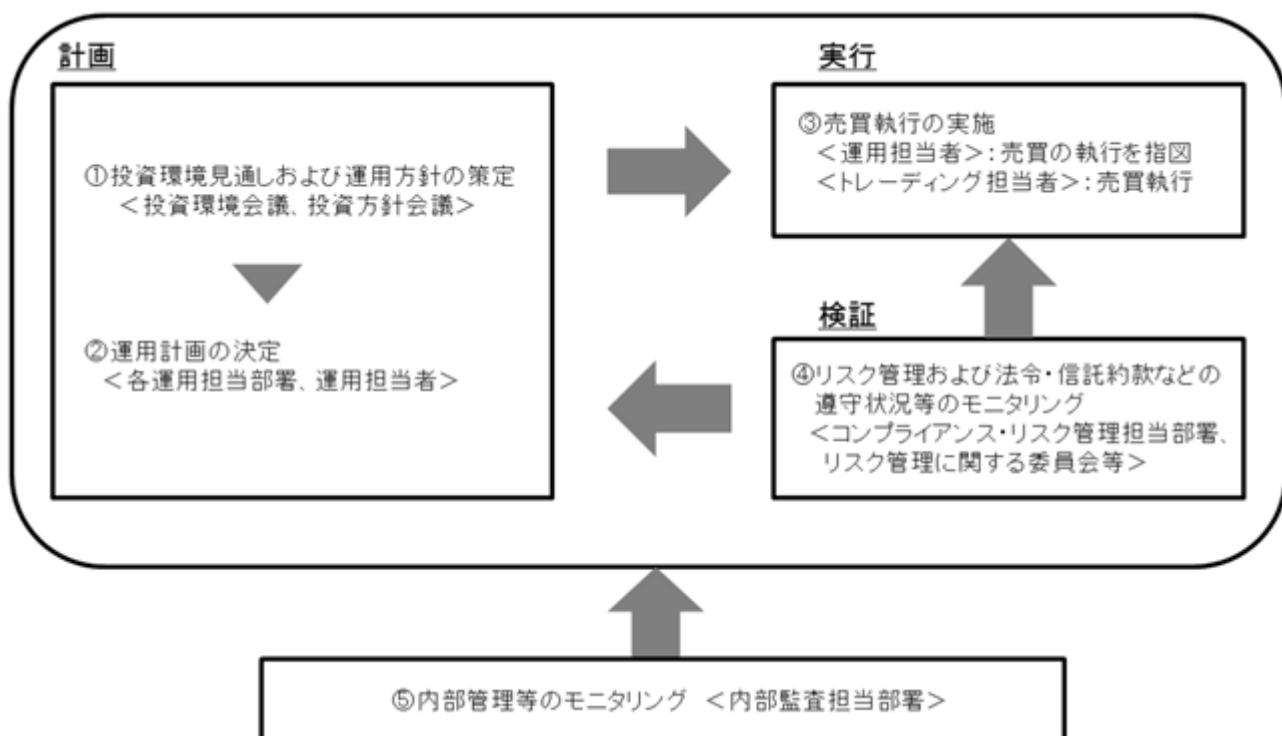 計画
①投資環境見通しおよび運用方針の策定
＜投資環境会議、投資方針会議＞
②運用計画の決定
＜各運用担当部署、運用担当者＞
実行
③売買執行の実施
＜運用担当者＞：売買の執行を指図
＜トレーディング担当者＞：売買執行
検証
④リスク管理および法令・信託約款などの
遵守状況等のモニタリング
＜コンプライアンス・リスク管理担当部署、
リスク管理に関する委員会等＞
⑤内部管理等のモニタリング ＜内部監査担当部署＞